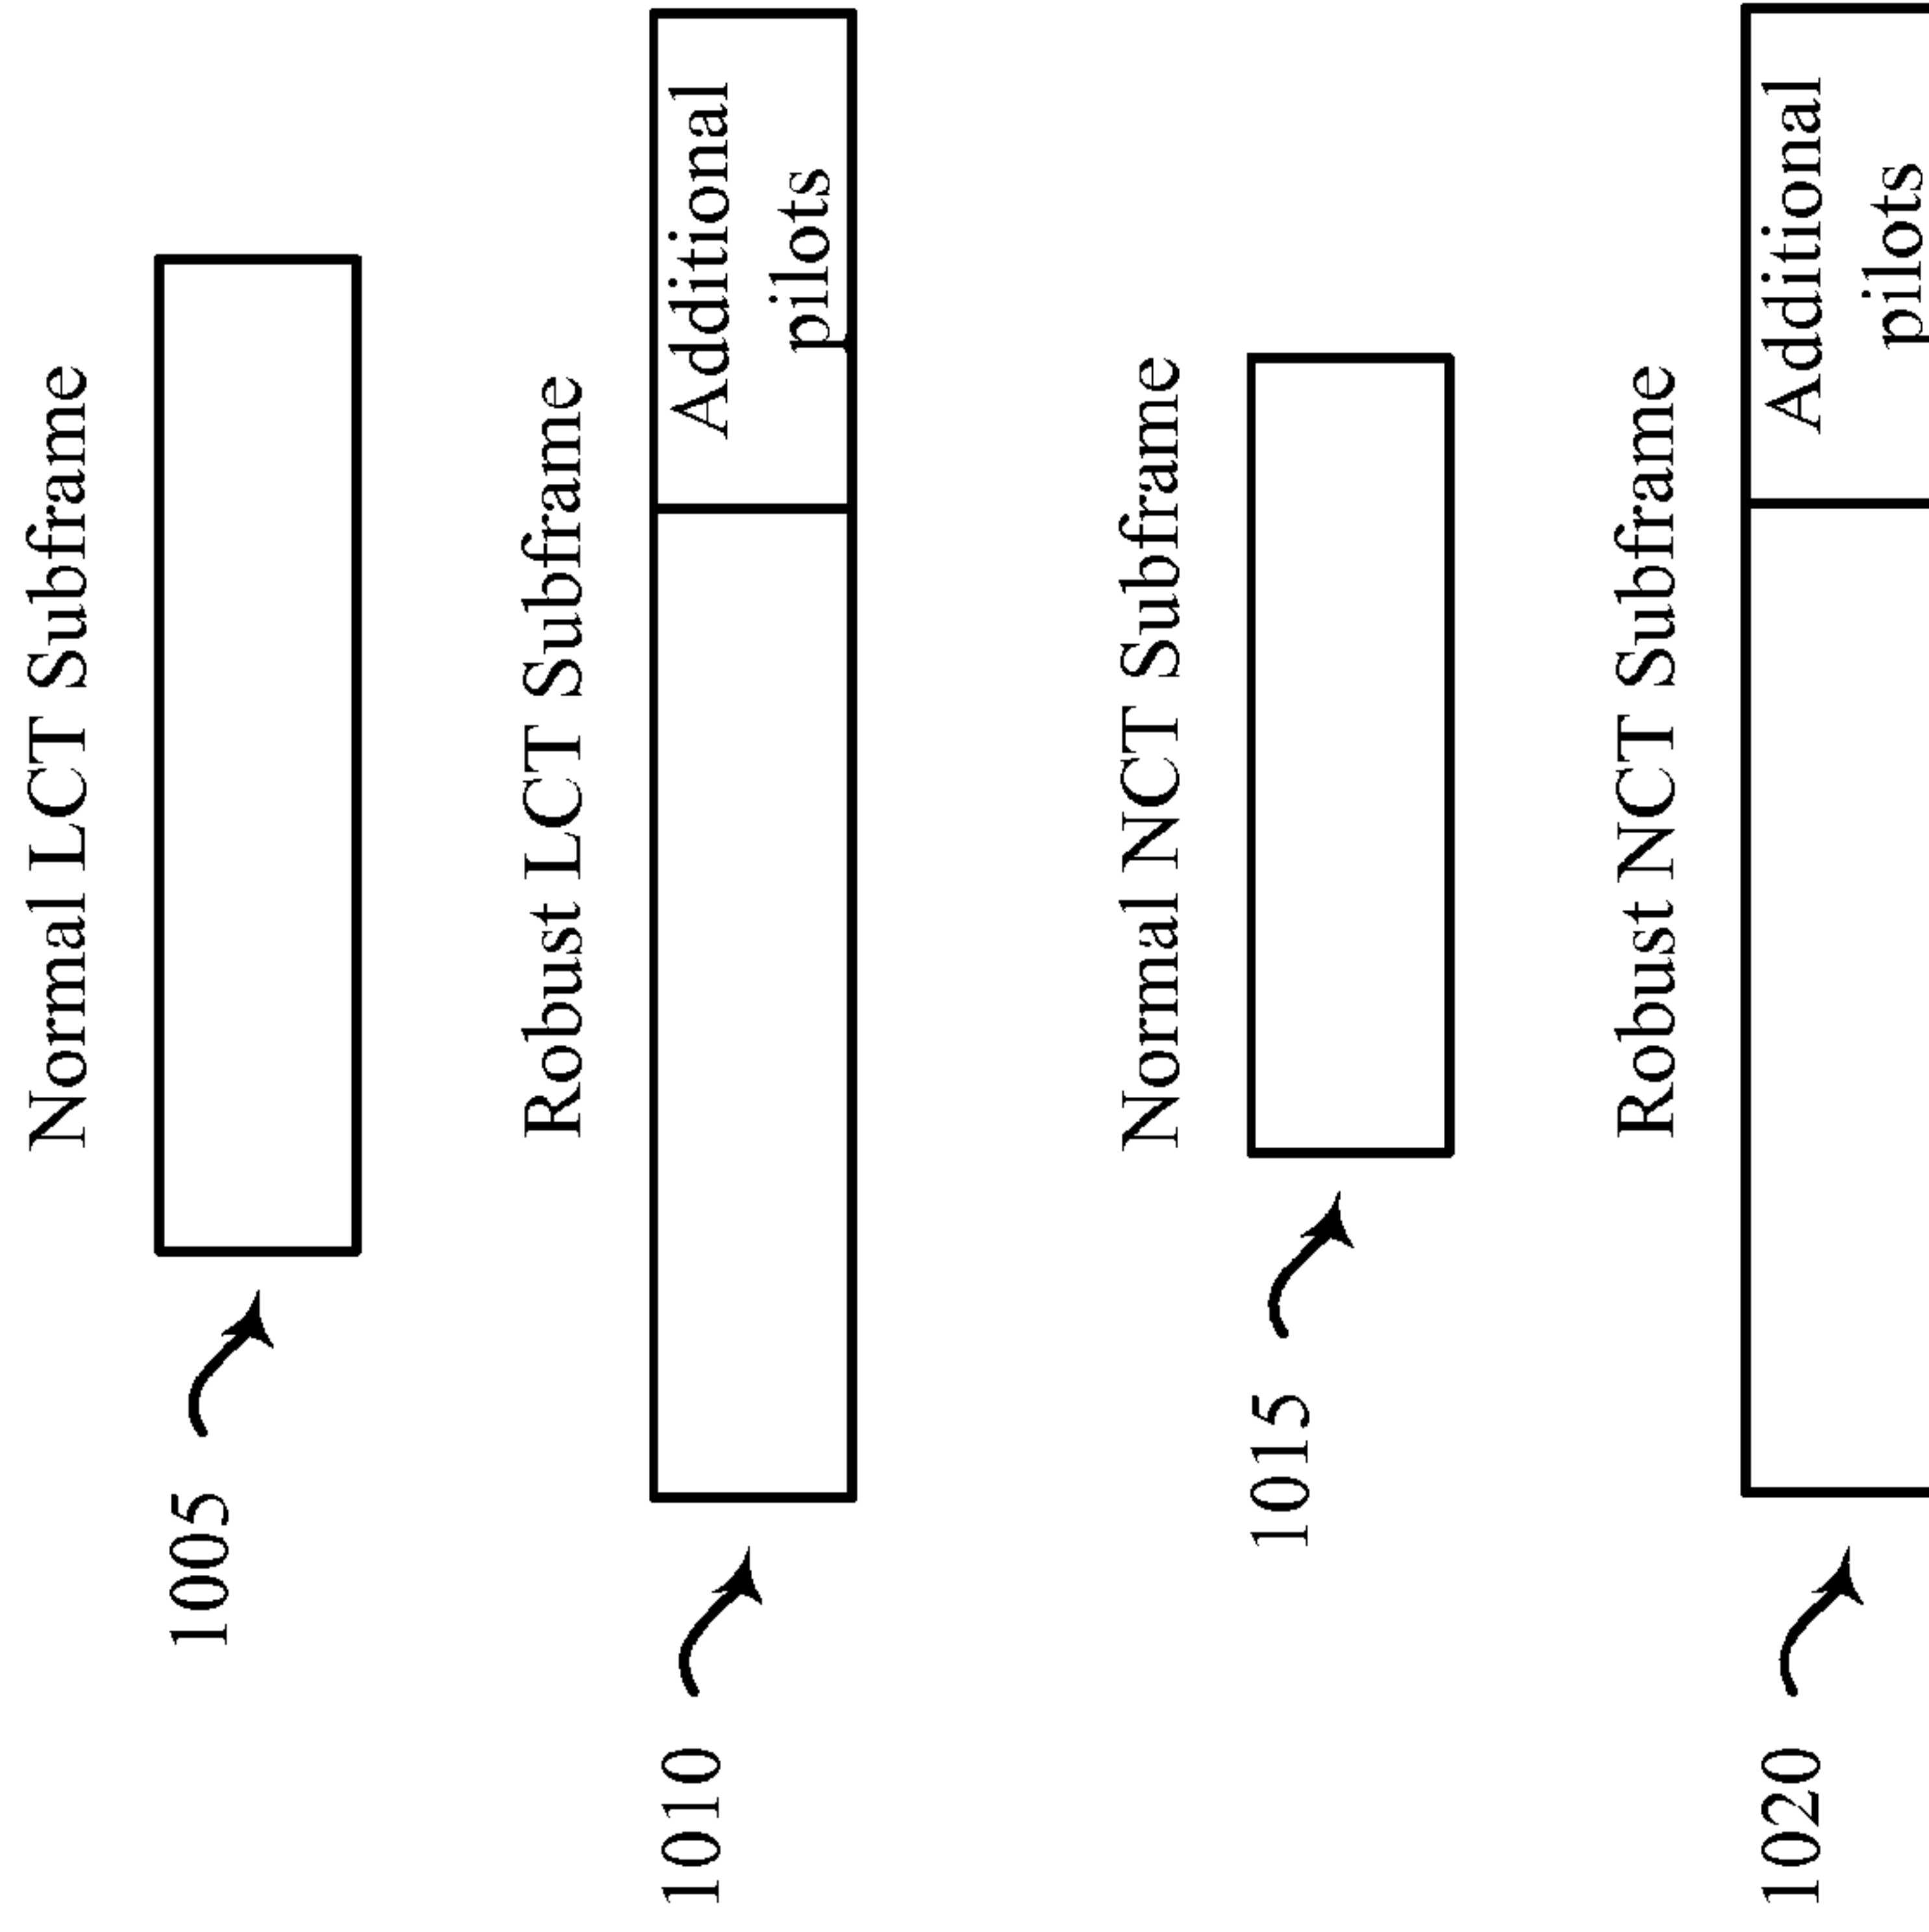 Normal LCT Subframe
1005
Robust LCT Subframe
1010
Additional
pilots
Normal NCT Subframe
1015
Robust NCT Subframe
1020
Additional
pilots